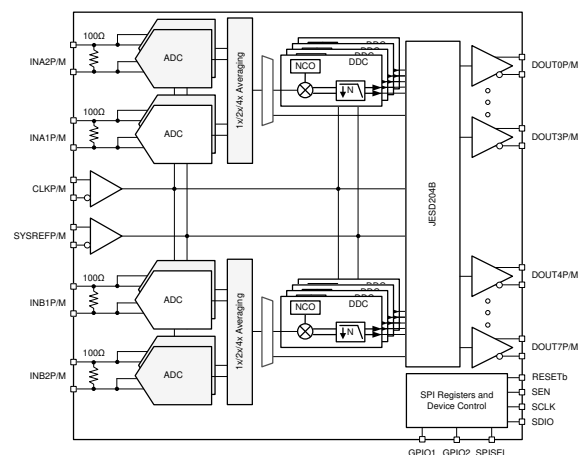 100Ω
INA2P/M
ADC
1x/2x/4x Averaging
DDC
DDC
NCO
N
JESD204B
DOUT0P/M
100Ω
INA1P/M
ADC
DOUT3P/M
CLKP/M
SYSREFP/M
100Ω
INB1P/M
ADC
1x/2x/4x Averaging
DDC
DDC
NCO
N
DOUT4P/M
100Ω
INB2P/M
ADC
DOUT7P/M
SPI Registers and
Device Control
RESETb
SEN
SCLK
SDIO
GPIO1 GPIO2 SPISEL